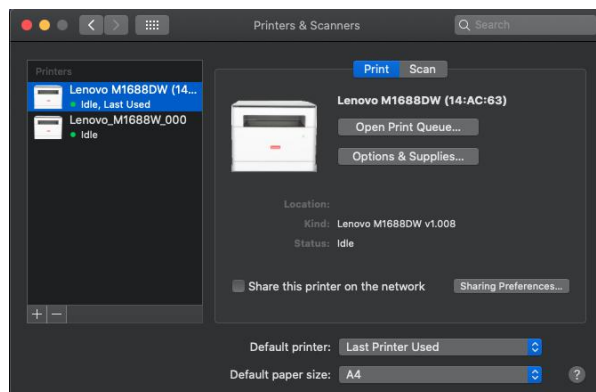 Printers & Scanners
Search
Printers
Lenovo M1688DW (14...
Idle, Last Used
Lenovo_M1688W_000
Idle
Print Scan
Lenovo M1688DW (14:AC:63)
Open Print Queue...
Options & Supplies...
Location:
Kind: Lenovo M1688DW v1.008
Status: Idle
Share this printer on the network
Sharing Preferences...
+ −
Default printer: Last Printer Used
Default paper size: A4
?